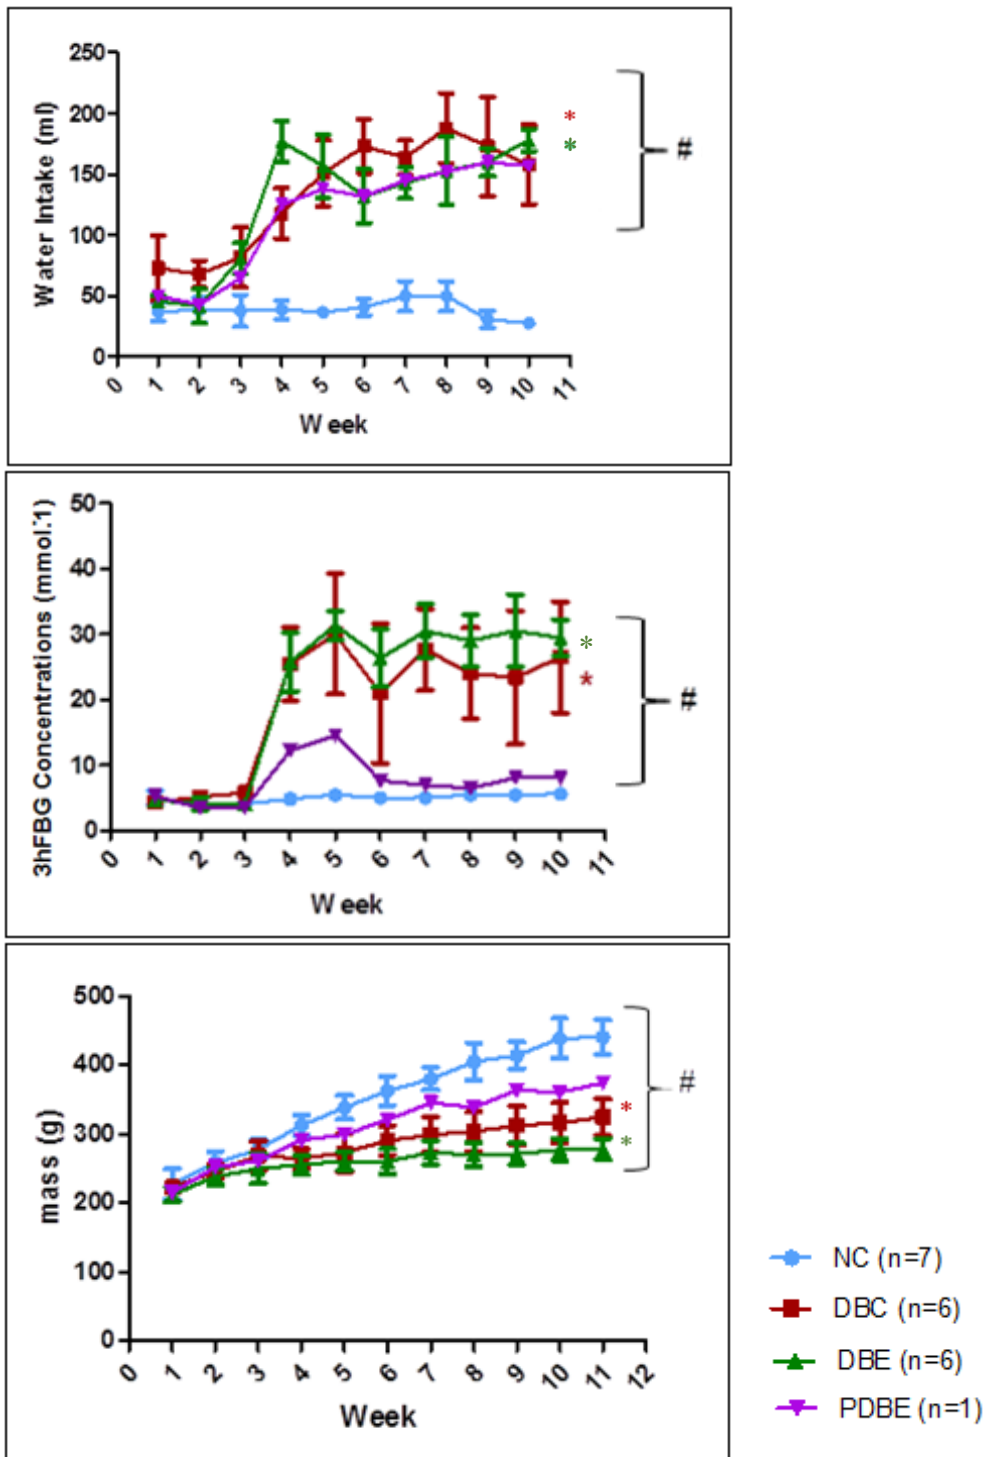 Water Intake (ml)
250
200
150
100
50
0
0 1 2 3 4 5 6 7 8 9 10 11
Week
*
*
#
3hFBG Concentrations (mmol.1)
50
40
30
20
10
0
0 1 2 3 4 5 6 7 8 9 10 11
Week
*
*
#
mass (g)
500
400
300
200
100
0
0 1 2 3 4 5 6 7 8 9 10 11 12
Week
*
*
#
NC (n=7)
DBC (n=6)
DBE (n=6)
PDBE (n=1)